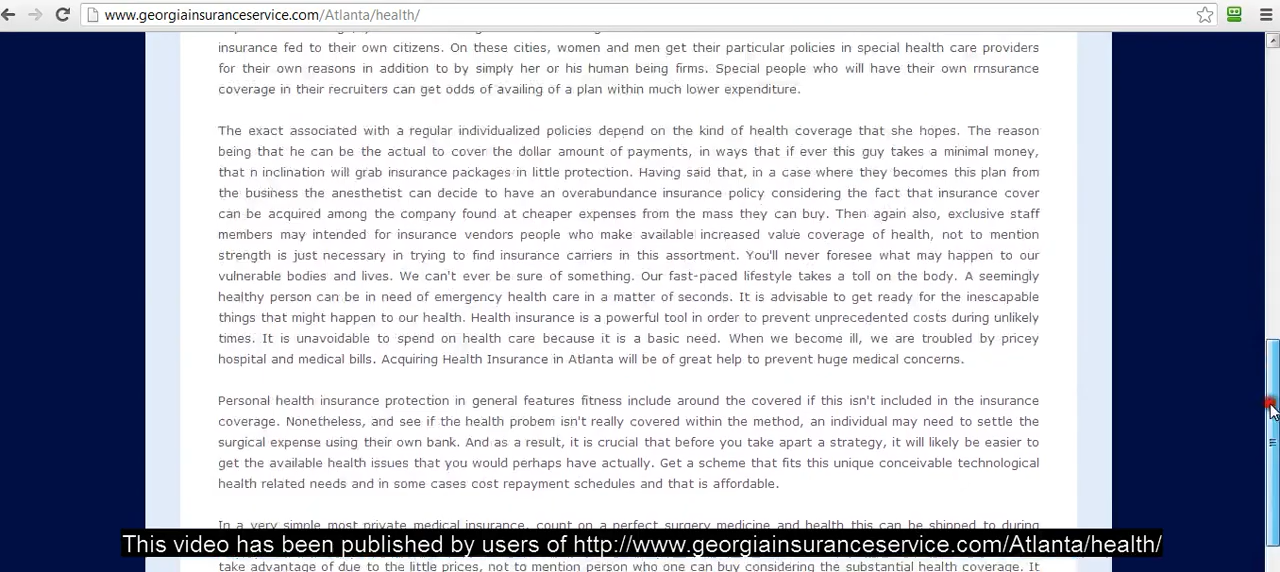 www.georgiainsuranceservice.com/Atlanta/health/
insurance fed to their own citizens. On these cities, women and men get their particular policies in special health care providers
for their own reasons in addition to by simply her or his human being firms. Special people who will have their own rrnsurance
coverage in their recruiters can get odds of availing of a plan within much lower expenditure.
The exact associated with a regular individualized policies depend on the kind of health coverage that she hopes. The reason
being that he can be the actual to cover the dollar amount of payments, in ways that if ever this guy takes a minimal money,
that n inclination will grab insurance packages in little protection. Having said that, in a case where they becomes this plan from
the business the anesthetist can decide to have an overabundance insurance policy considering the fact that insurance cover
can be acquired among the company found at cheaper expenses from the mass they can buy. Then again also, exclusive staff
members may intended for insurance vendors people who make available increased value coverage of health, not to mention
strength is just necessary in trying to find insurance carriers in this assortment. You'll never foresee what may happen to our
vulnerable bodies and lives. We can't ever be sure of something. Our fast-paced lifestyle takes a toll on the body. A seemingly
healthy person can be in need of emergency health care in a matter of seconds. It is advisable to get ready for the inescapable
things that might happen to our health. Health insurance is a powerful tool in order to prevent unprecedented costs during unlikely
times. It is unavoidable to spend on health care because it is a basic need. When we become ill, we are troubled by pricey
hospital and medical bills. Acquiring Health Insurance in Atlanta will be of great help to prevent huge medical concerns.
Personal health insurance protection in general features fitness include around the covered if this isn't included in the insurance
coverage. Nonetheless, and see if the health probem isn't really covered within the method, an individual may need to settle the
surgical expense using their own bank. And as a result, it is crucial that before you take apart a strategy, it will likely be easier to
get the available health issues that you would perhaps have actually. Get a scheme that fits this unique conceivable technological
health related needs and in some cases cost repayment schedules and that is affordable.
In a very simple most private medical insurance, count on a perfect surgery medicine and health this can be shipped to during
This video has been published by users of http://www.georgiainsuranceservice.com/Atlanta/health/
take advantage of due to the little prices, not to mention person who one can buy considering the substantial health coverage. It